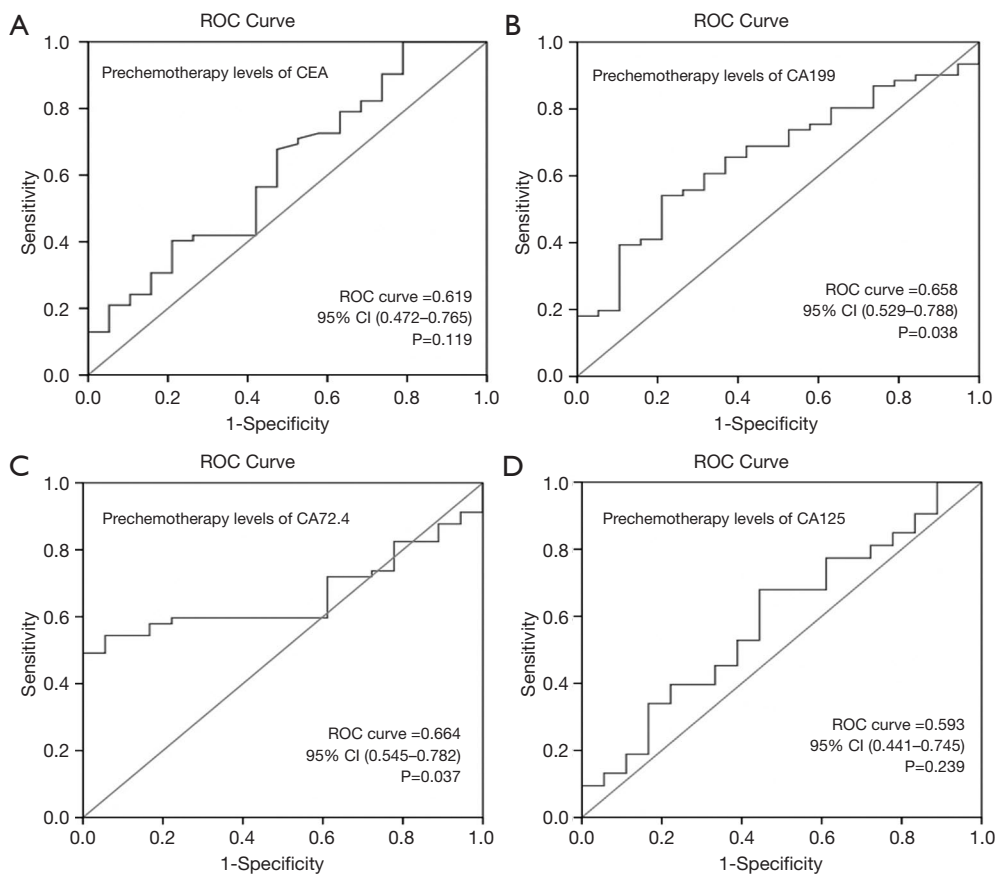 A
ROC Curve
1.0
0.8
0.6
0.4
0.2
0.0
Sensitivity
Prechemotherapy levels of CEA
ROC curve =0.619
95% CI (0.472–0.765)
P=0.119
0.0 0.2 0.4 0.6 0.8 1.0
1-Specificity
B
ROC Curve
1.0
0.8
0.6
0.4
0.2
0.0
Sensitivity
Prechemotherapy levels of CA199
ROC curve =0.658
95% CI (0.529–0.788)
P=0.038
0.0 0.2 0.4 0.6 0.8 1.0
1-Specificity
C
ROC Curve
1.0
0.8
0.6
0.4
0.2
0.0
Sensitivity
Prechemotherapy levels of CA72.4
ROC curve =0.664
95% CI (0.545–0.782)
P=0.037
0.0 0.2 0.4 0.6 0.8 1.0
1-Specificity
D
ROC Curve
1.0
0.8
0.6
0.4
0.2
0.0
Sensitivity
Prechemotherapy levels of CA125
ROC curve =0.593
95% CI (0.441–0.745)
P=0.239
0.0 0.2 0.4 0.6 0.8 1.0
1-Specificity